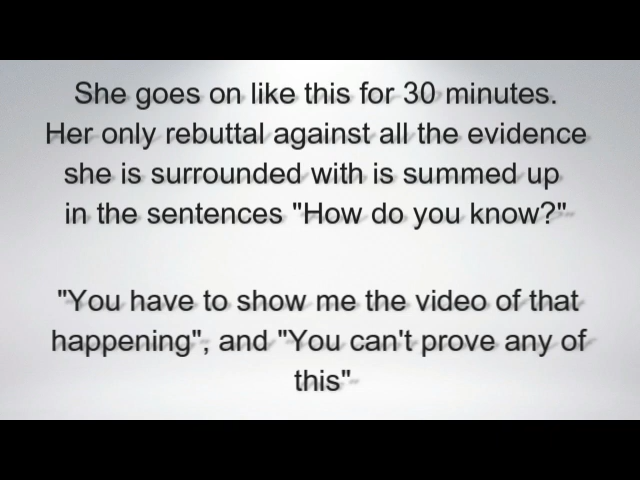 She goes on like this for 30 minutes.
Her only rebuttal against all the evidence
she is surrounded with is summed up
in the sentences "How do you know?"
"You have to show me the video of that
happening", and "You can't prove any of
this"